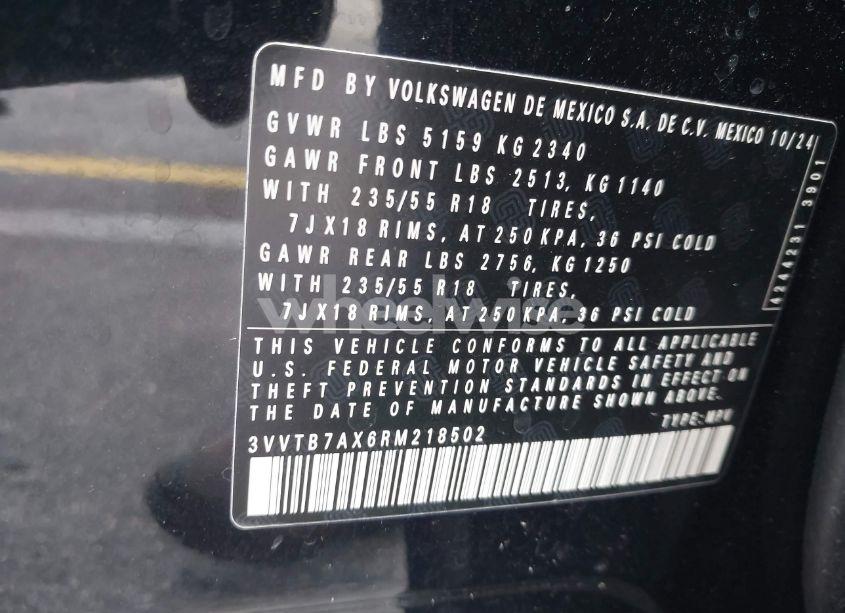 MFD BY VOLKSWAGEN DE MEXICO S.A. DE C.V. MEXICO 10/24
GVWR LBS 5159 KG 2340
GAWR FRONT LBS 2513, KG 1140
WITH 235/55 R18 TIRES,
7JX18 RIMS, AT 250 KPA, 36 PSI COLD
GAWR REAR LBS 2756, KG 1250
WITH 235/55 R18 TIRES,
7JX18 RIMS, AT 250 KPA, 36 PSI COLD
4244231 3901
wheelwise
THIS VEHICLE CONFORMS TO ALL APPLICABLE
U.S. FEDERAL MOTOR VEHICLE SAFETY AND
THEFT PREVENTION STANDARDS IN EFFECT ON
THE DATE OF MANUFACTURE SHOWN ABOVE.
TYPE: MPV
3VVTB7AX6RM218502